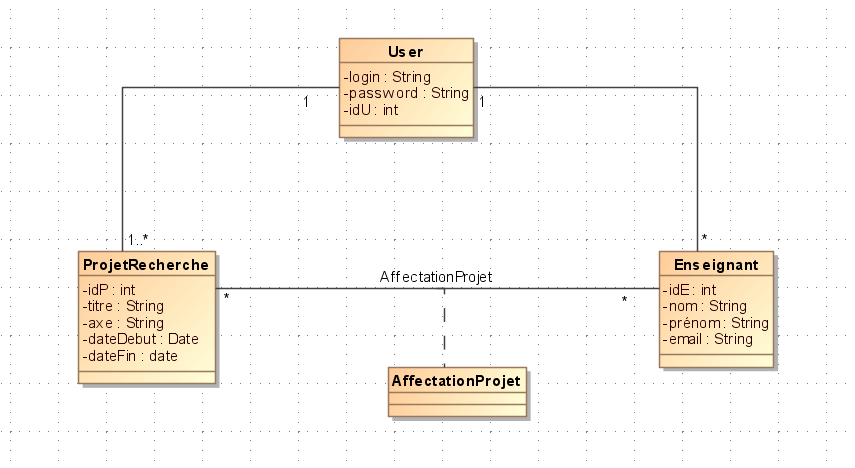 User
-login : String
-password : String
-idU : int
1
1
1..*
*
ProjetRecherche
-idP : int
-titre : String
-axe : String
-dateDebut : Date
-dateFin : date
AffectationProjet
*
*
Enseignant
-idE : int
-nom : String
-prénom : String
-email : String
AffectationProjet